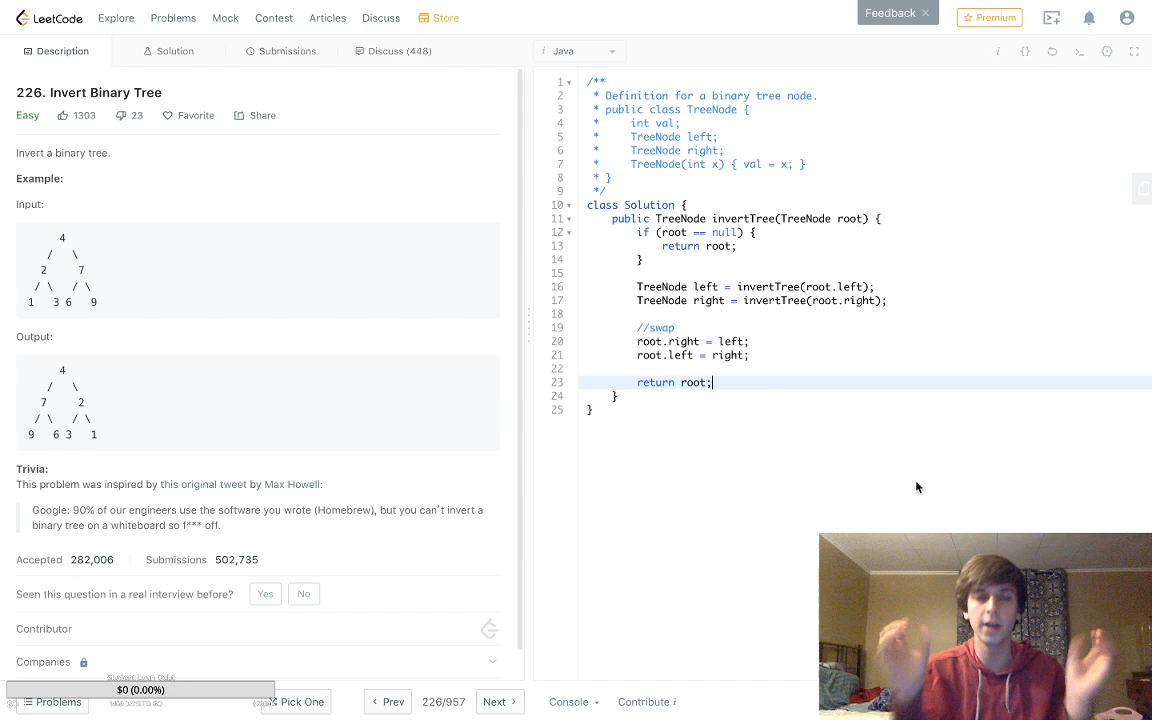 LeetCode Explore Problems Mock Contest Articles Discuss Store Feedback × Premium
Description Solution Submissions Discuss (448) i Java i {}
226. Invert Binary Tree
Easy 1303 23 Favorite Share
Invert a binary tree.
Example:
Input:
4
/ \
2 7
/ \ / \
1 3 6 9
Output:
4
/ \
7 2
/ \ / \
9 6 3 1
Trivia:
This problem was inspired by this original tweet by Max Howell:
Google: 90% of our engineers use the software you wrote (Homebrew), but you can't invert a
binary tree on a whiteboard so f*** off.
Accepted 282,006 Submissions 502,735
Seen this question in a real interview before? Yes No
Contributor
Companies
Student Loan Debt
$0 (0.00%)
Problems Pick One Prev 226/957 Next
1 /**
2 * Definition for a binary tree node.
3 * public class TreeNode {
4 * int val;
5 * TreeNode left;
6 * TreeNode right;
7 * TreeNode(int x) { val = x; }
8 * }
9 */
10 class Solution {
11 public TreeNode invertTree(TreeNode root) {
12 if (root == null) {
13 return root;
14 }
15
16 TreeNode left = invertTree(root.left);
17 TreeNode right = invertTree(root.right);
18
19 //swap
20 root.right = left;
21 root.left = right;
22
23 return root;
24 }
25 }
Console Contribute i